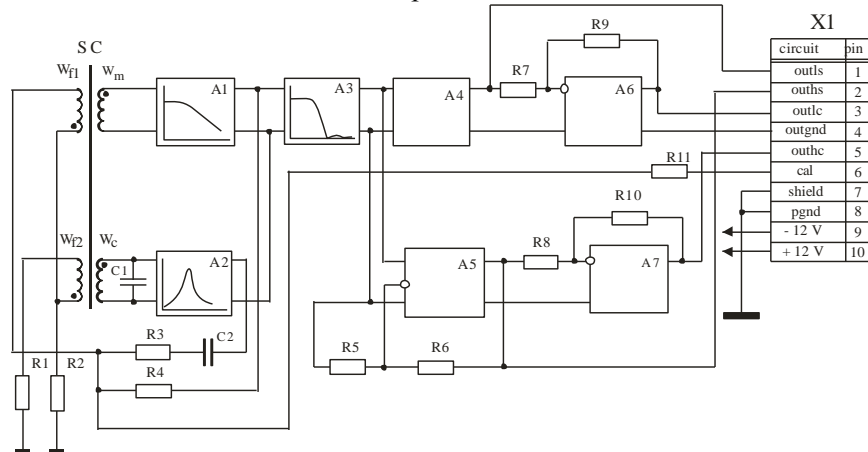 X1
circuit pin
outls 1
ouths 2
outlc 3
outgnd 4
outhc 5
cal 6
shield 7
pgnd 8
- 12 V 9
+ 12 V 10
SC
Wf1
Wm
A1
A3
A4
R7
R9
A6
R11
Wf2
Wc
C1
A2
A5
R8
R10
A7
R3
C2
R4
R1
R2
R5
R6